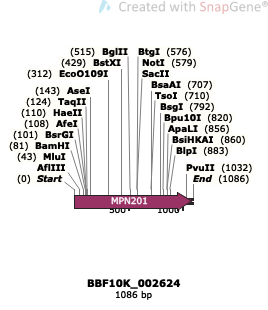 Created with SnapGene®
(515) BglII BtgI (576)
(429) BstXI NotI (579)
(312) EcoO109I SacII
BsaAI (707)
(143) AseI TsoI (710)
(124) TaqII BsgI (792)
(110) HaeII Bpu10I (820)
(108) AfeI ApaLI (856)
(101) BsrGI BsiHKAI (860)
(81) BamHI BlpI (883)
(43) MluI
AflIII PvuII (1032)
(0) Start End (1086)
MPN201
500 1000
BBF10K_002624
1086 bp